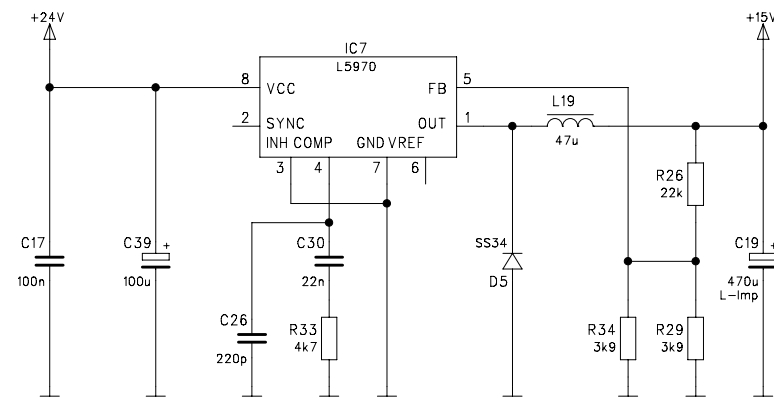 +24V
+15V
IC7
L5970
8
VCC
FB
5
2
SYNC
OUT
1
INH COMP
GND VREF
3
4
7
6
L19
47u
R26
22k
C17
100n
C39
+
100u
C30
22n
SS34
D5
C19
+
470u
L-Imp
C26
220p
R33
4k7
R34
3k9
R29
3k9